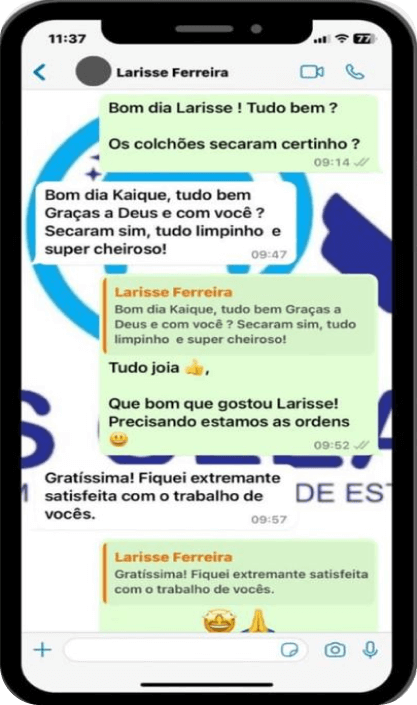 11:37
77
Larisse Ferreira
Bom dia Larisse ! Tudo bem ?
Os colchões secaram certinho ?
09:14
Bom dia Kaique, tudo bem
Graças a Deus e com você ?
Secaram sim, tudo limpinho e
super cheiroso!
09:47
Larisse Ferreira
Bom dia Kaique, tudo bem Graças a
Deus e com você ? Secaram sim, tudo
limpinho e super cheiroso!
Tudo joia 👍,
Que bom que gostou Larisse!
Precisando estamos as ordens
😃
09:52
Gratíssima! Fiquei extremante
satisfeita com o trabalho de
vocês.
09:57
DE ES
Larisse Ferreira
Gratíssima! Fiquei extremante satisfeita
com o trabalho de vocês.
🤩🙏